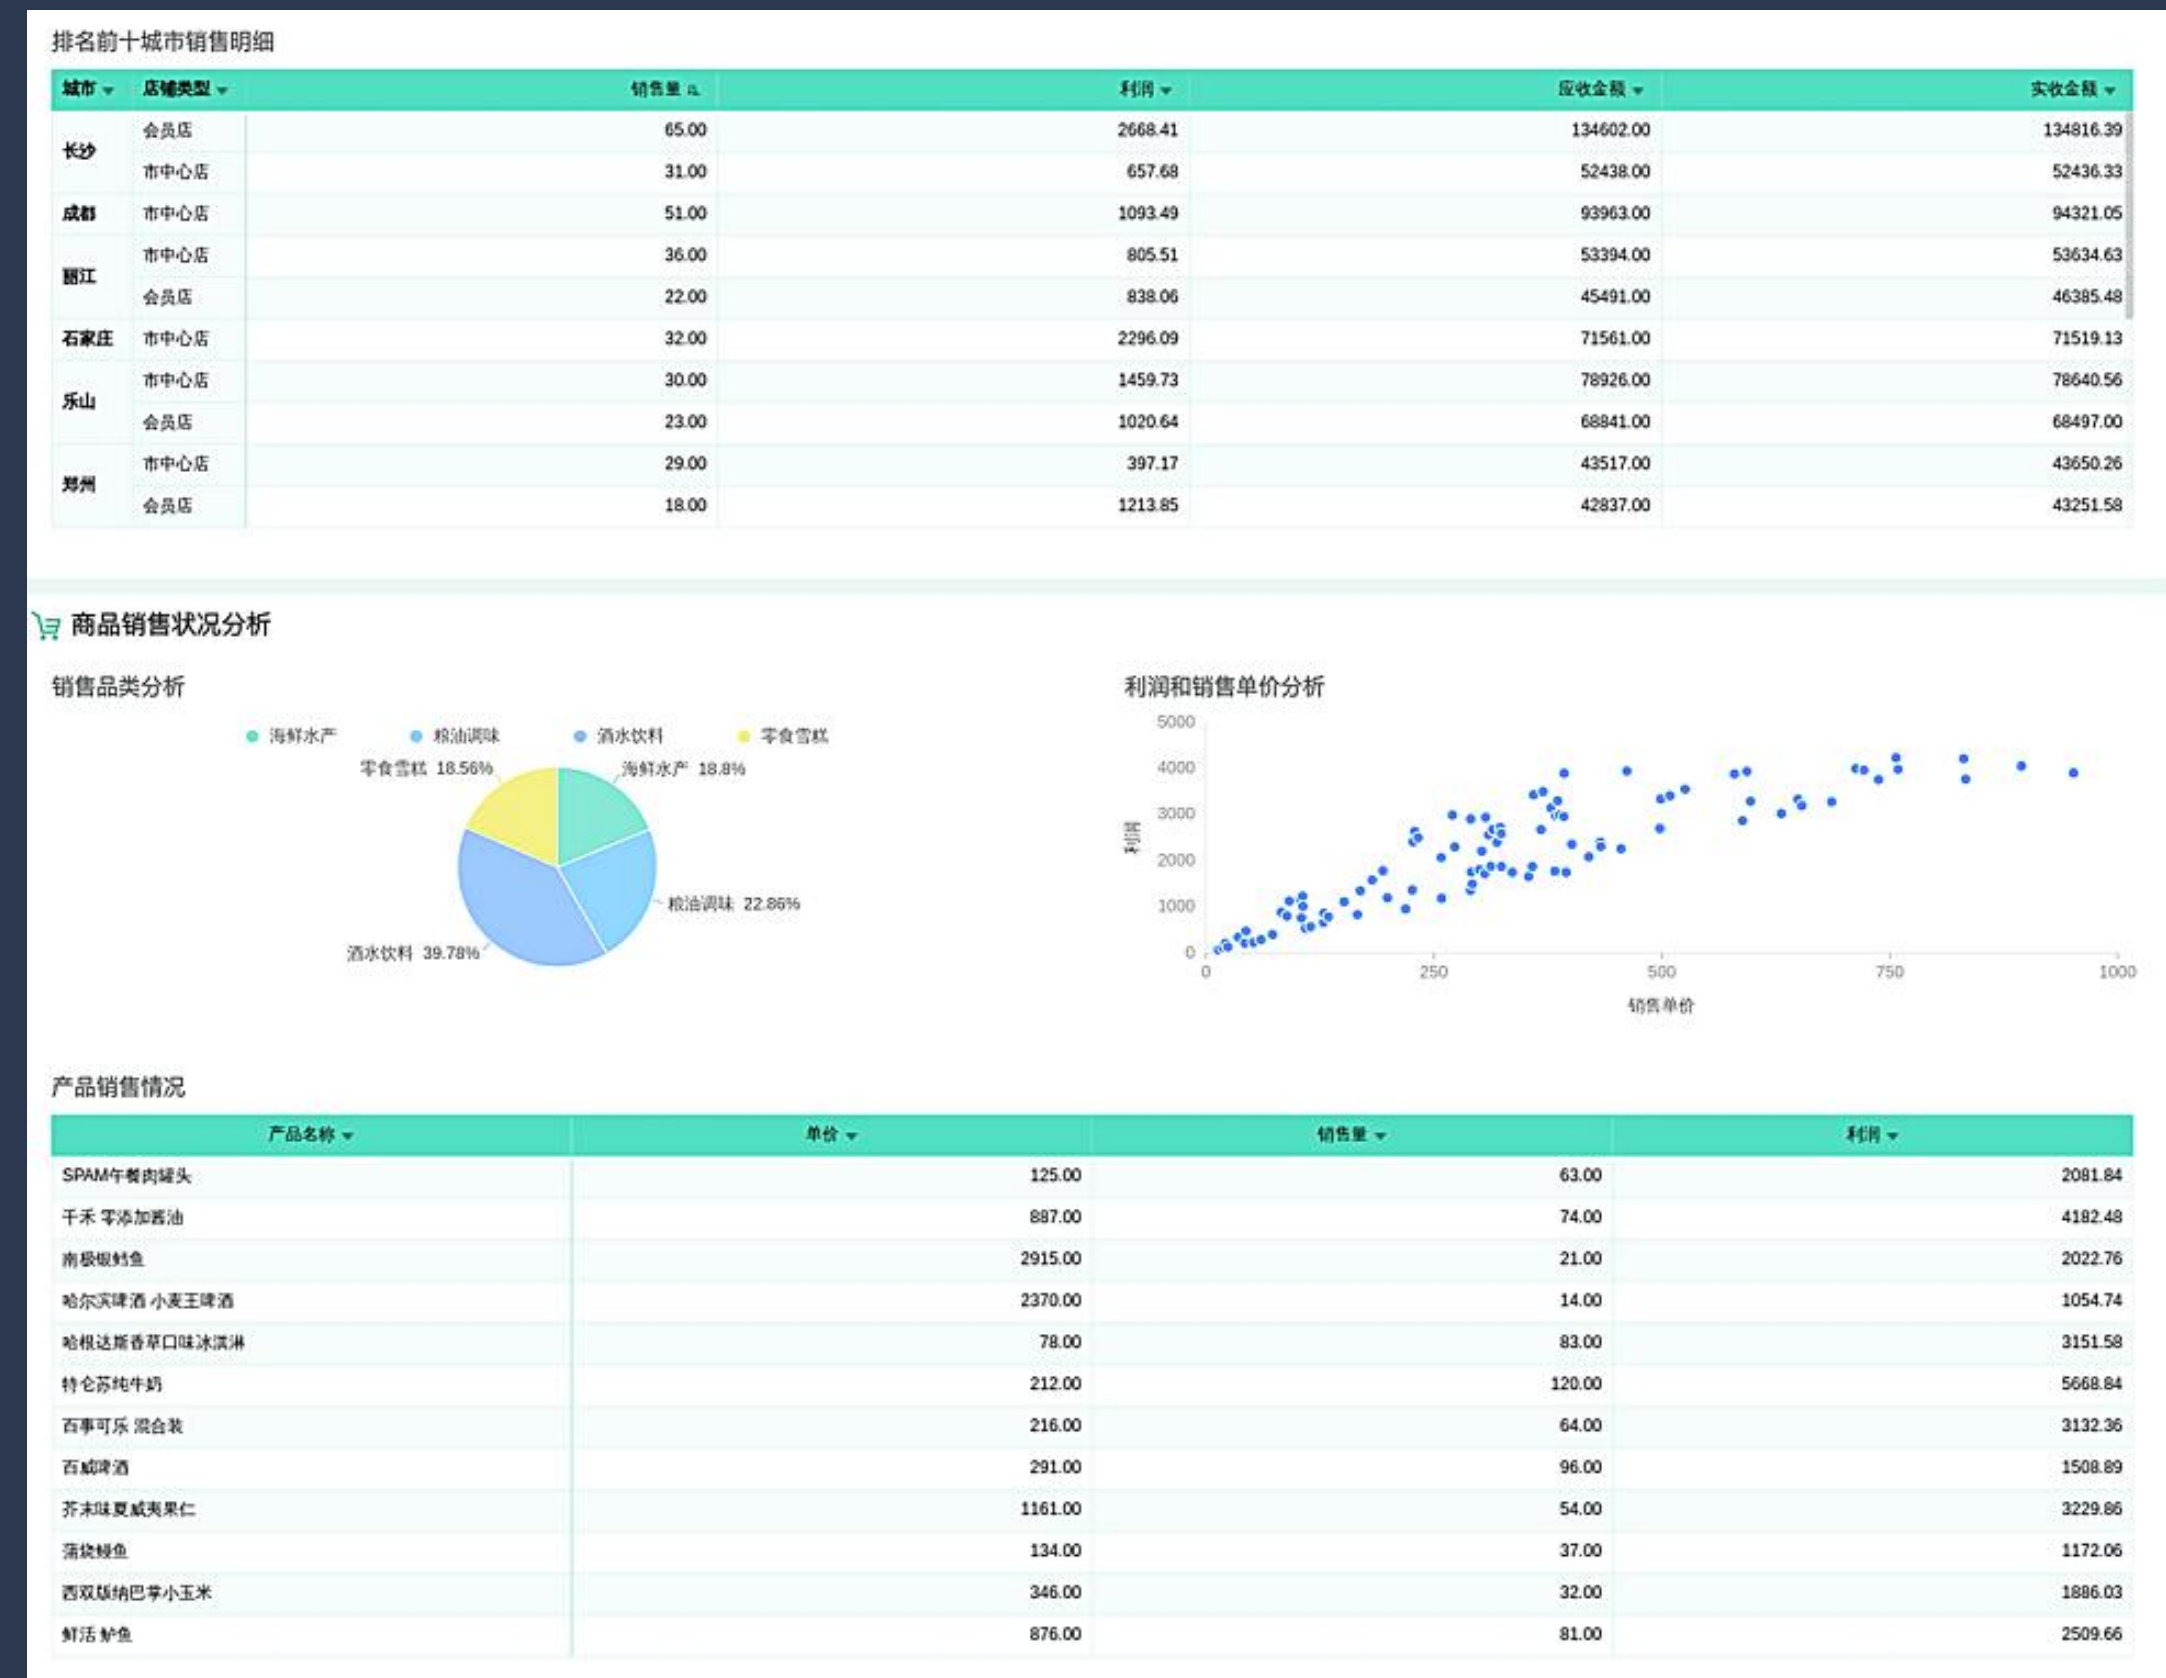 排名前十城市销售明细
城市 店铺类型 销售量 利润 应收金额 实收金额
长沙 会员店 65.00 2668.41 134602.00 134816.39
市中心店 31.00 657.68 52438.00 52436.33
成都 市中心店 51.00 1093.49 93963.00 94321.05
丽江 市中心店 36.00 805.51 53394.00 53634.63
会员店 22.00 838.06 45491.00 46385.48
石家庄 市中心店 32.00 2296.09 71561.00 71519.13
乐山 市中心店 30.00 1459.73 78926.00 78640.56
会员店 23.00 1020.64 68841.00 68497.00
郑州 市中心店 29.00 397.17 43517.00 43650.26
会员店 18.00 1213.85 42837.00 43251.58
商品销售状况分析
销售品类分析
海鲜水产 粮油调味 酒水饮料 零食雪糕
零食雪糕 18.56%
海鲜水产 18.8%
粮油调味 22.86%
酒水饮料 39.78%
利润和销售单价分析
5000
4000
3000
2000
1000
0
利润
0 250 500 750 1000
销售单价
产品销售情况
产品名称 单价 销售量 利润
SPAM午餐肉罐头 125.00 63.00 2081.84
千禾 零添加酱油 887.00 74.00 4182.48
南极银鳕鱼 2915.00 21.00 2022.76
哈尔滨啤酒 小麦王啤酒 2370.00 14.00 1054.74
哈根达斯香草口味冰淇淋 78.00 83.00 3151.58
特仑苏纯牛奶 212.00 120.00 5668.84
百事可乐 混合装 216.00 64.00 3132.36
百威啤酒 291.00 96.00 1508.89
芥末味夏威夷果仁 1161.00 54.00 3229.86
蒲烧鳗鱼 134.00 37.00 1172.06
西双版纳巴掌小玉米 346.00 32.00 1886.03
鲜活 鲈鱼 876.00 81.00 2509.66